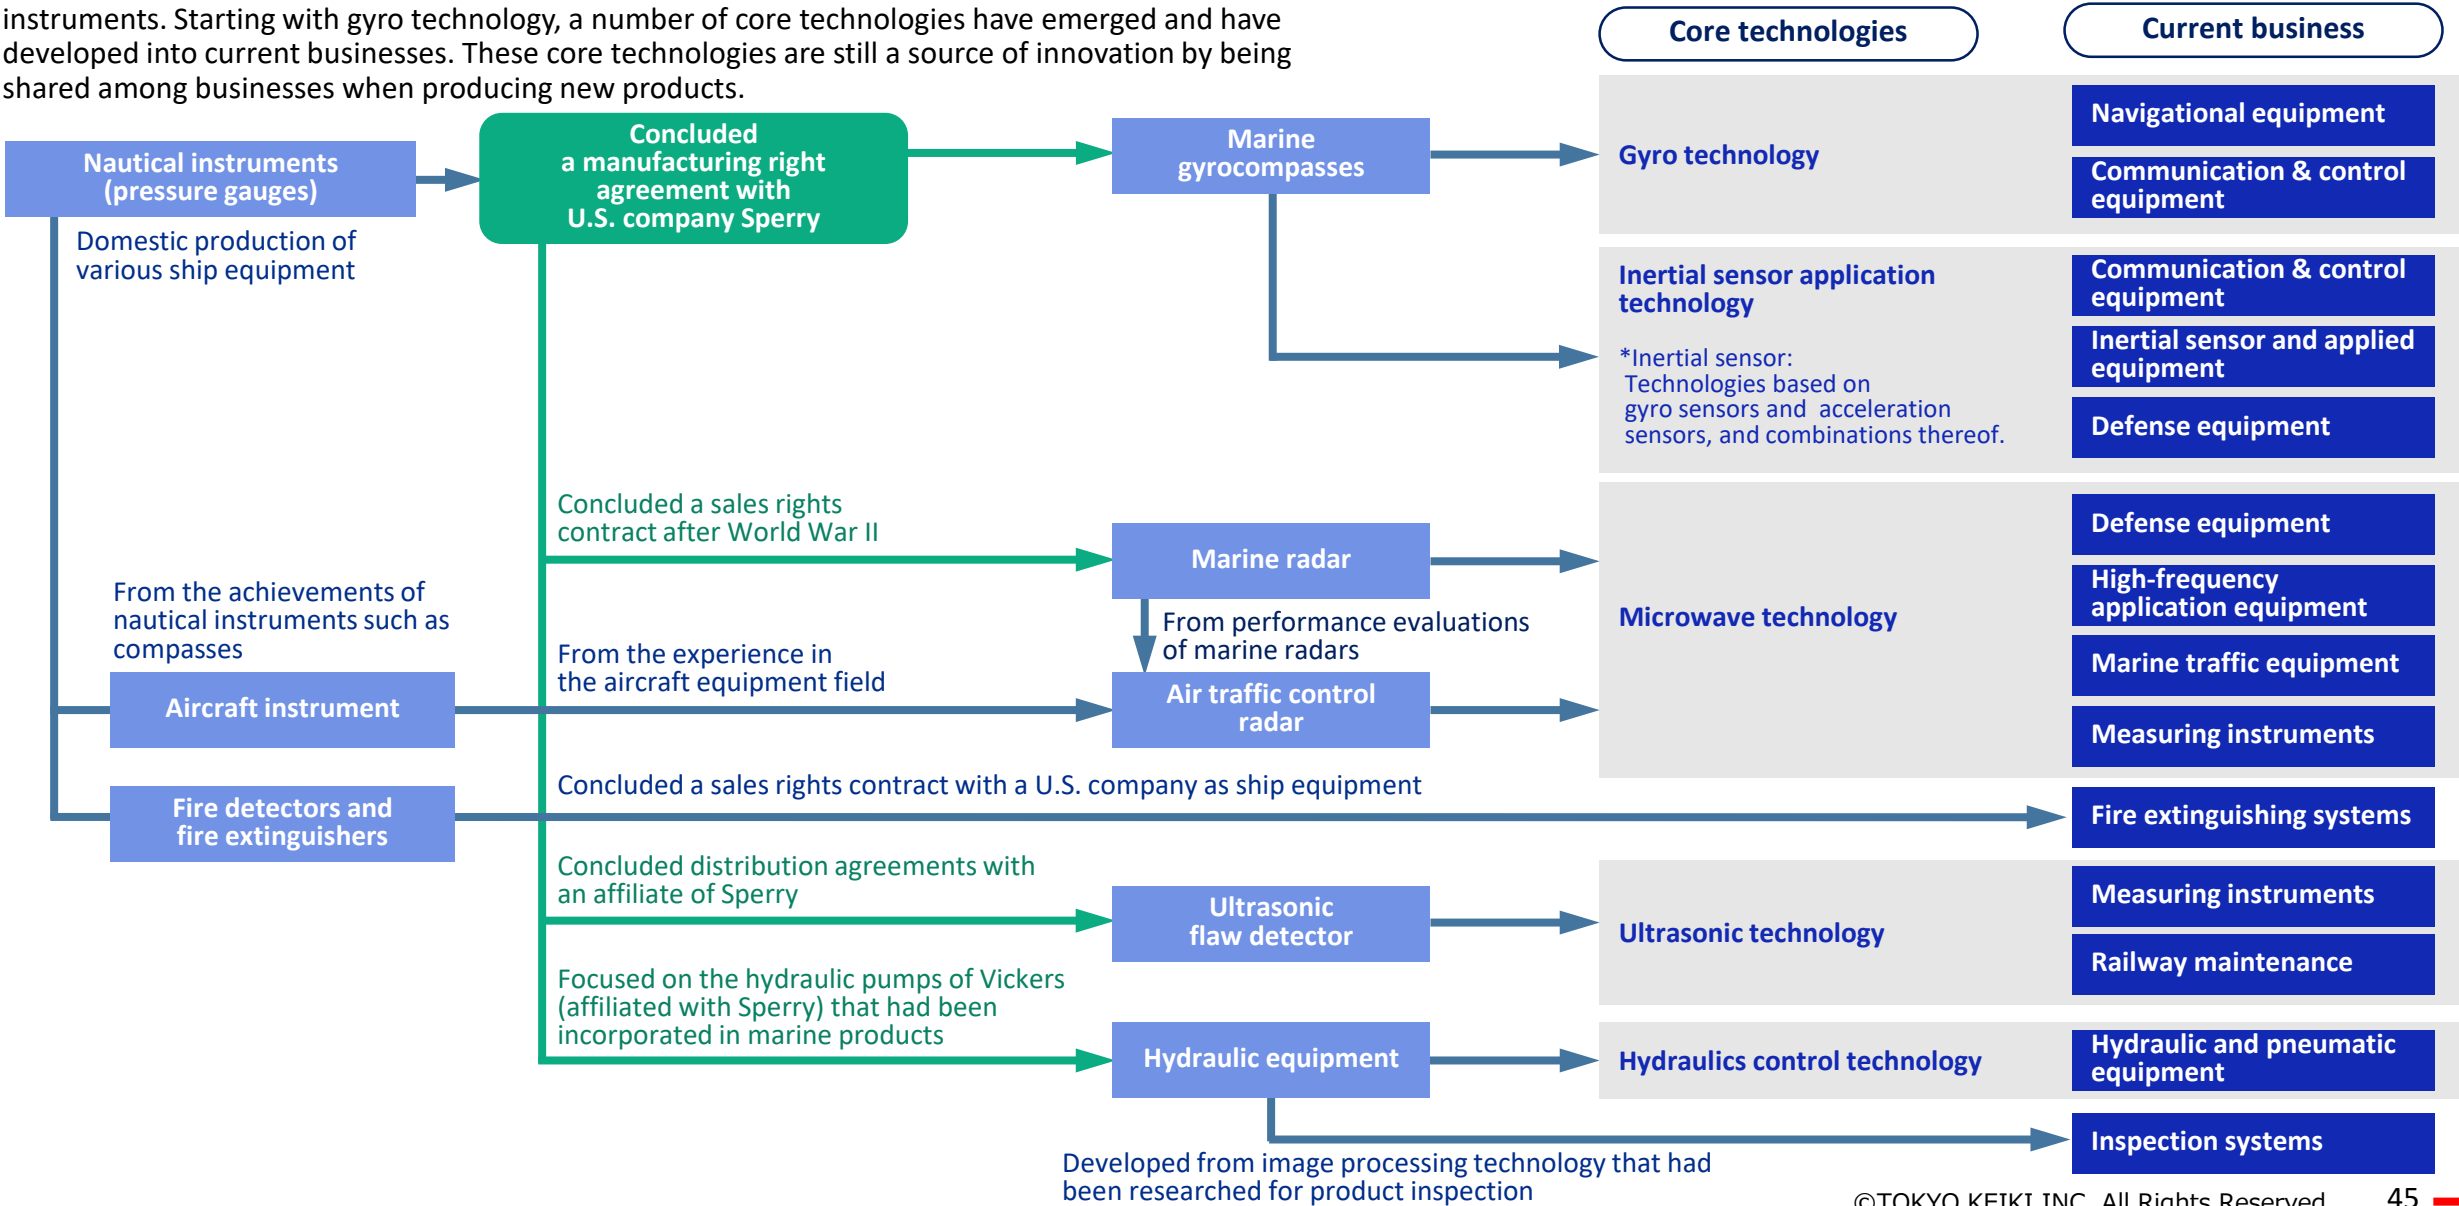 instruments. Starting with gyro technology, a number of core technologies have emerged and have
developed into current businesses. These core technologies are still a source of innovation by being
shared among businesses when producing new products.
Core technologies
Current business
Nautical instruments
(pressure gauges)
Domestic production of
various ship equipment
Concluded
a manufacturing right
agreement with
U.S. company Sperry
Marine
gyrocompasses
Gyro technology
Navigational equipment
Communication & control
equipment
Inertial sensor application
technology
*Inertial sensor:
Technologies based on
gyro sensors and acceleration
sensors, and combinations thereof.
Communication & control
equipment
Inertial sensor and applied
equipment
Defense equipment
Concluded a sales rights
contract after World War II
Marine radar
From performance evaluations
of marine radars
From the achievements of
nautical instruments such as
compasses
Aircraft instrument
From the experience in
the aircraft equipment field
Air traffic control
radar
Microwave technology
Defense equipment
High-frequency
application equipment
Marine traffic equipment
Measuring instruments
Fire detectors and
fire extinguishers
Concluded a sales rights contract with a U.S. company as ship equipment
Fire extinguishing systems
Concluded distribution agreements with
an affiliate of Sperry
Ultrasonic
flaw detector
Ultrasonic technology
Measuring instruments
Railway maintenance
Focused on the hydraulic pumps of Vickers
(affiliated with Sperry) that had been
incorporated in marine products
Hydraulic equipment
Hydraulics control technology
Hydraulic and pneumatic
equipment
Developed from image processing technology that had
been researched for product inspection
Inspection systems
©TOKYO KEIKI INC. All Rights Reserved
45